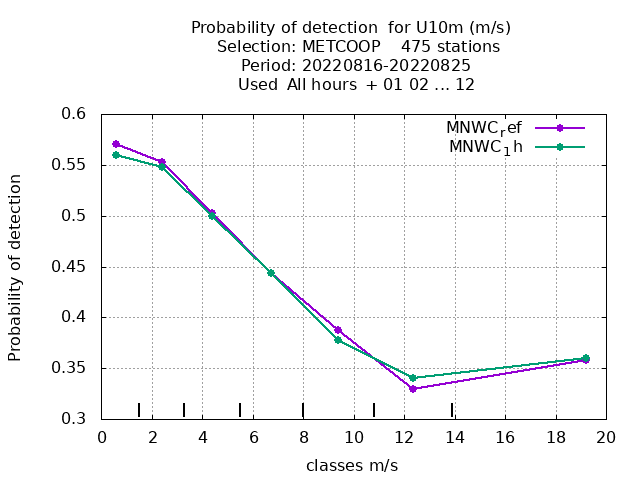 Probability of detection  for U10m (m/s)
Selection: METCOOP    475 stations
Period: 20220816-20220825
Used  All hours  + 01 02 ... 12
MNWC_ref
MNWC_1h
Probability of detection
0.6
0.55
0.5
0.45
0.4
0.35
0.3
0 2 4 6 8 10 12 14 16 18 20
classes m/s